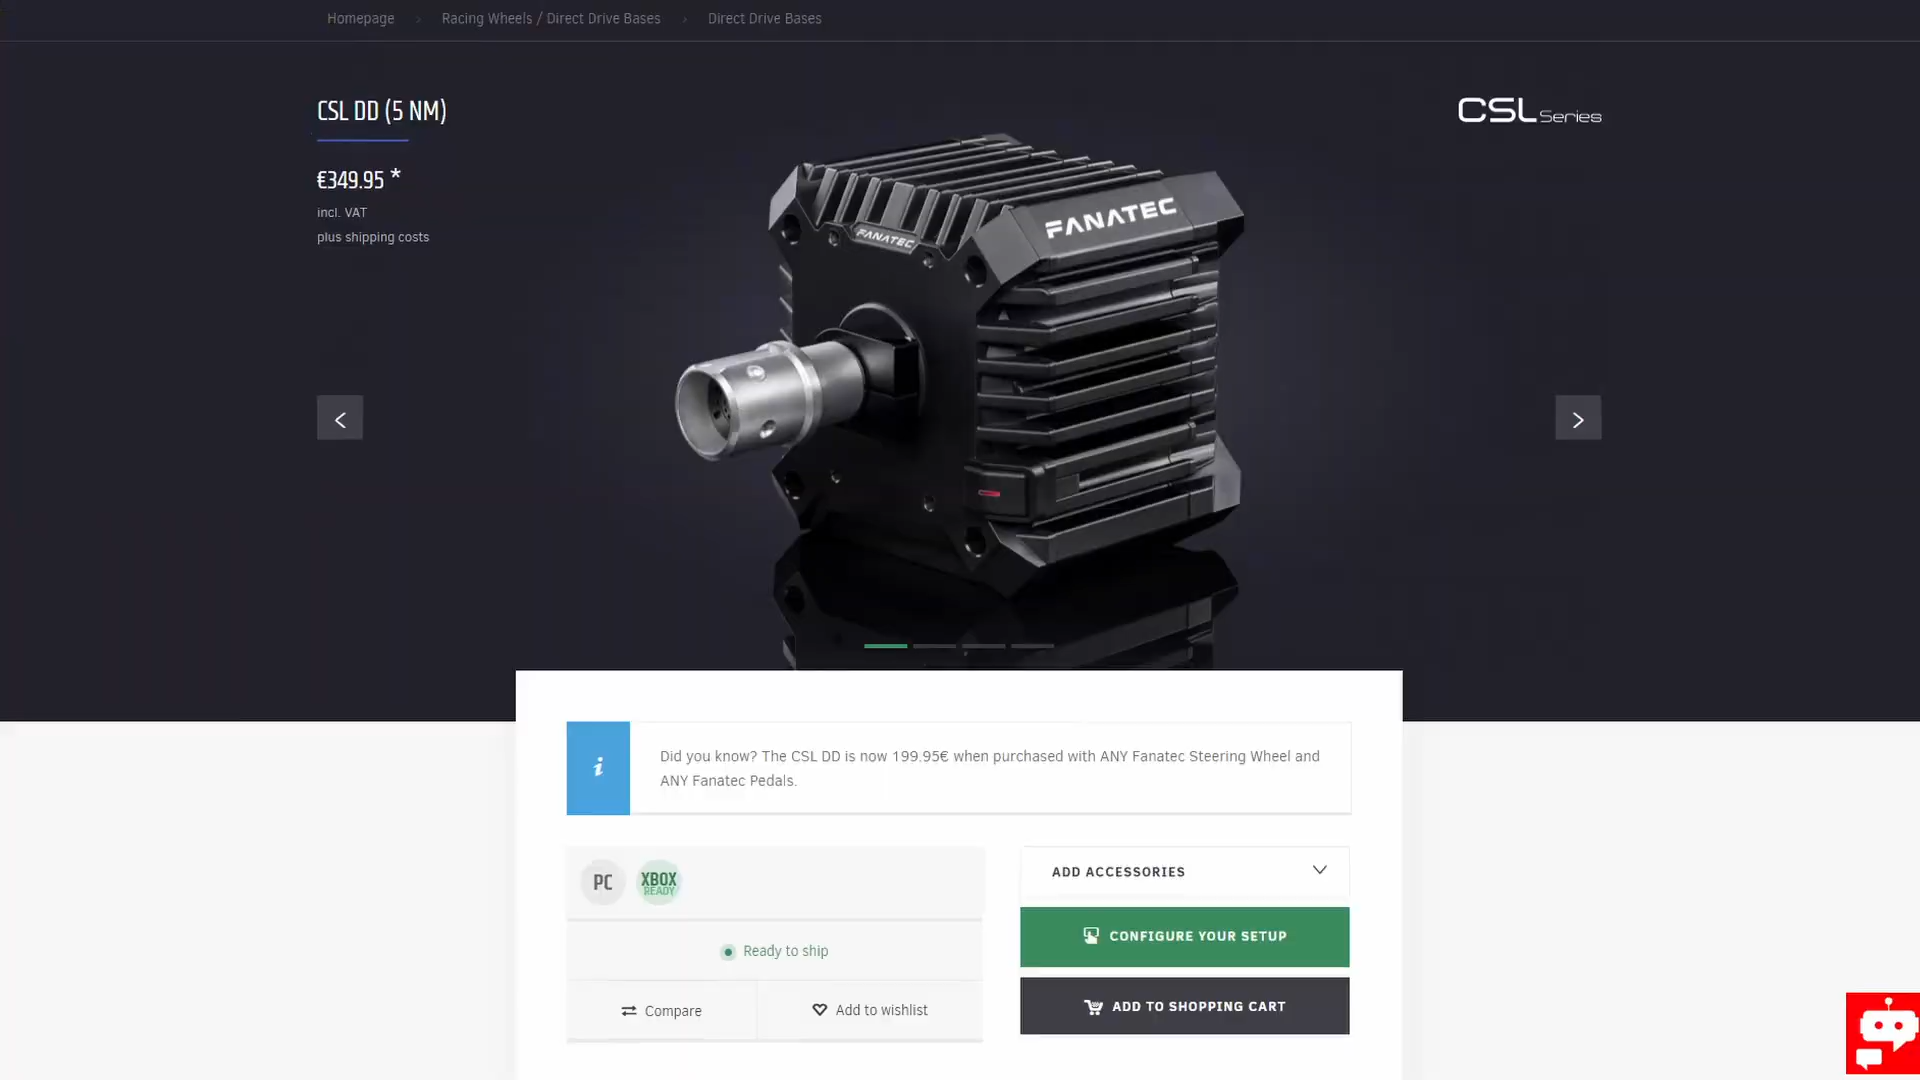 Homepage > Racing Wheels / Direct Drive Bases > Direct Drive Bases
CSL DD (5 NM)
CSL Series
€349.95 *
incl. VAT
plus shipping costs
FANATEC
FANATEC
i
Did you know? The CSL DD is now 199.95€ when purchased with ANY Fanatec Steering Wheel and
ANY Fanatec Pedals.
PC
XBOX
READY
ADD ACCESSORIES
CONFIGURE YOUR SETUP
Ready to ship
Compare
Add to wishlist
ADD TO SHOPPING CART